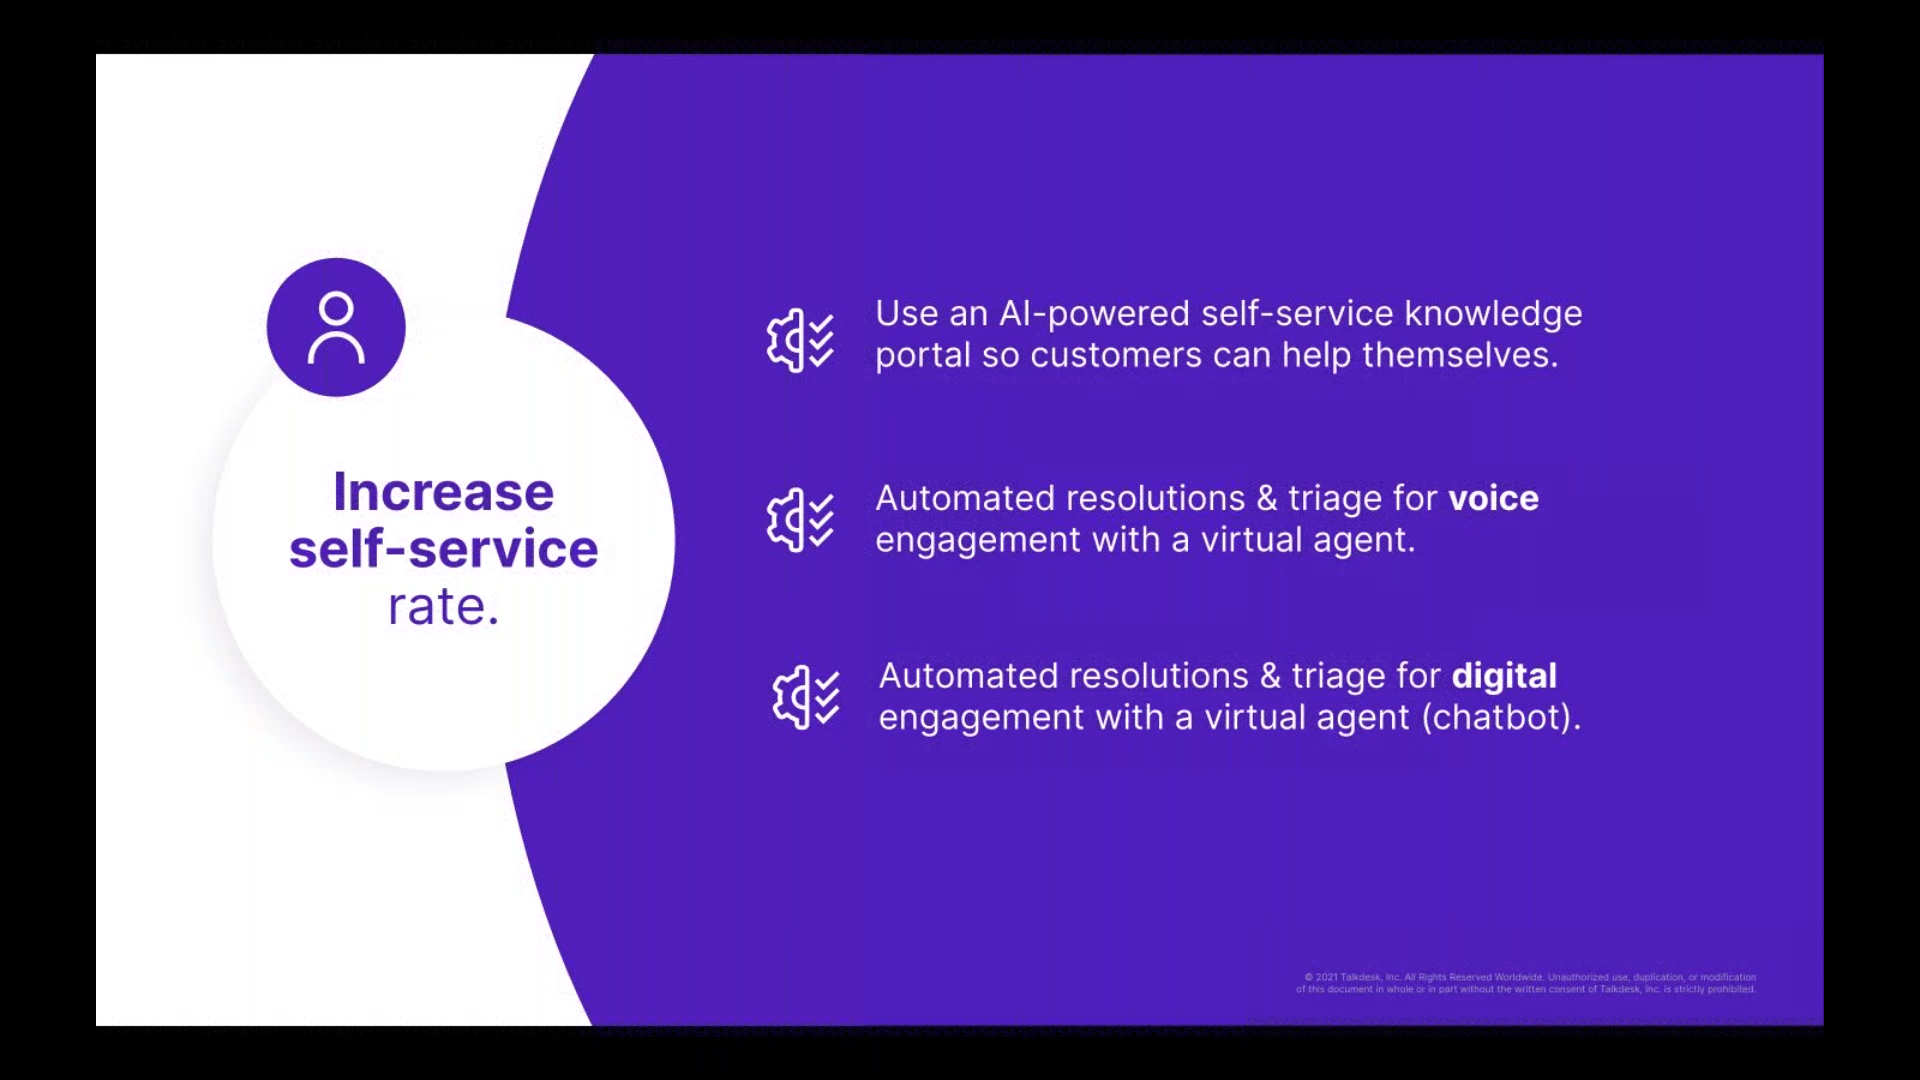 Increase
self-service
rate.
Use an AI-powered self-service knowledge
portal so customers can help themselves.
Automated resolutions & triage for voice
engagement with a virtual agent.
Automated resolutions & triage for digital
engagement with a virtual agent (chatbot).
© 2021 Talkdesk, Inc. All Rights Reserved Worldwide. Unauthorized use, duplication, or modification
of this document in whole or in part without the written consent of Talkdesk, Inc. is strictly prohibited.